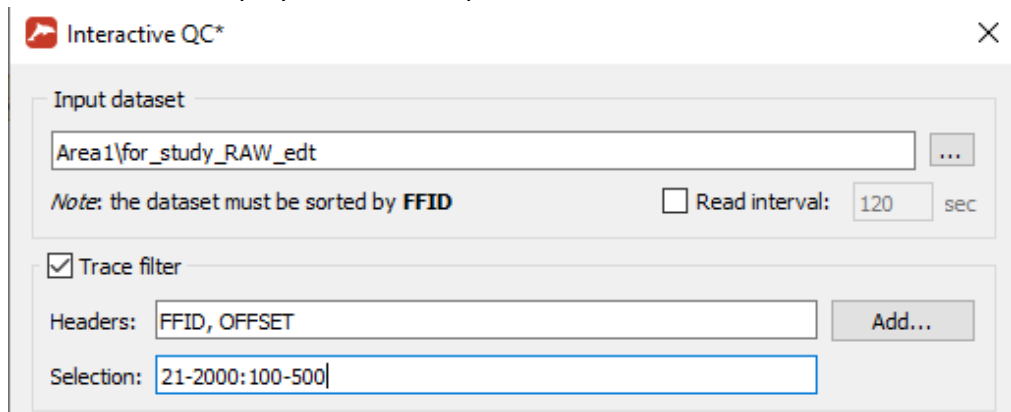 Interactive QC*
Input dataset
Area1\for_study_RAW_edt
...
Note: the dataset must be sorted by FFID
Read interval: 120 sec
Trace filter
Headers: FFID, OFFSET Add...
Selection: 21-2000:100-500